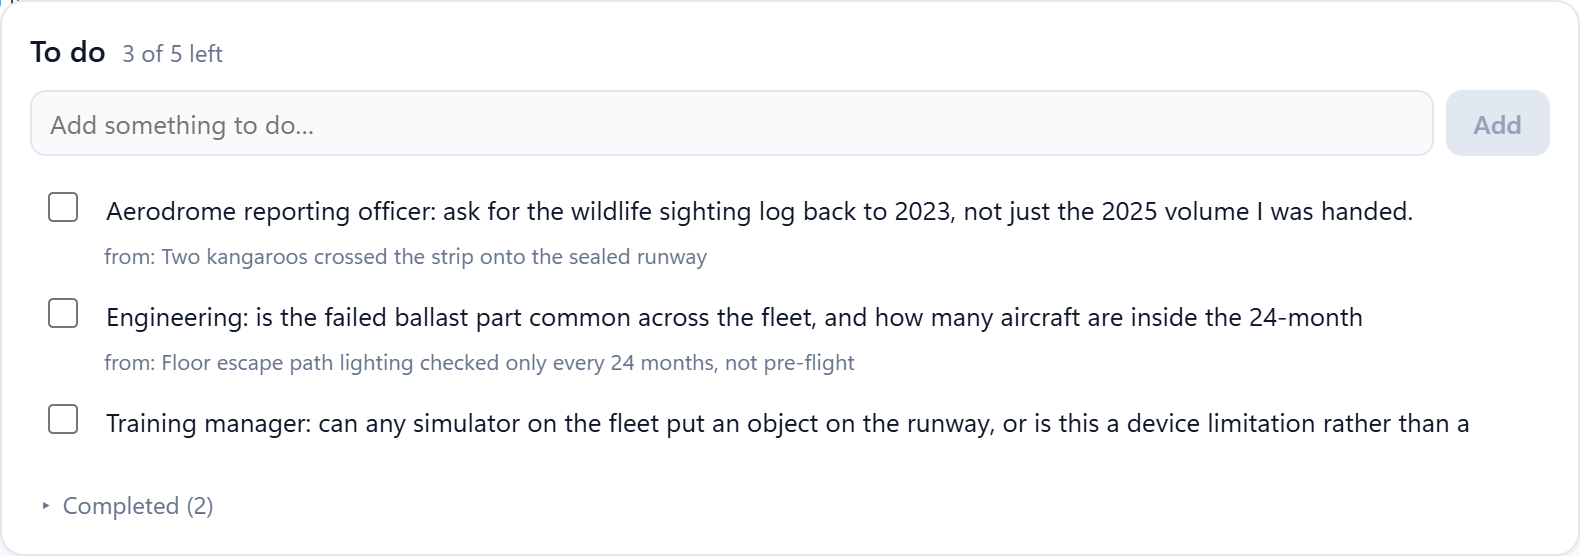 To do 3 of 5 left
Add something to do...
Add
Aerodrome reporting officer: ask for the wildlife sighting log back to 2023, not just the 2025 volume I was handed.
from: Two kangaroos crossed the strip onto the sealed runway
Engineering: is the failed ballast part common across the fleet, and how many aircraft are inside the 24-month
from: Floor escape path lighting checked only every 24 months, not pre-flight
Training manager: can any simulator on the fleet put an object on the runway, or is this a device limitation rather than a
Completed (2)